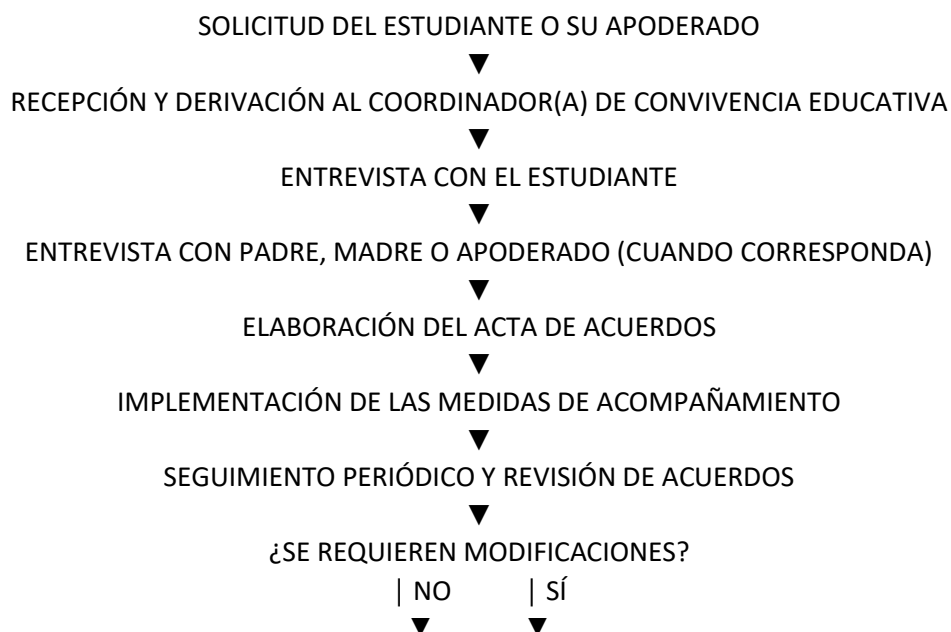 SOLICITUD DEL ESTUDIANTE O SU APODERADO
▼
RECEPCIÓN Y DERIVACIÓN AL COORDINADOR(A) DE CONVIVENCIA EDUCATIVA
▼
ENTREVISTA CON EL ESTUDIANTE
▼
ENTREVISTA CON PADRE, MADRE O APODERADO (CUANDO CORRESPONDA)
▼
ELABORACIÓN DEL ACTA DE ACUERDOS
▼
IMPLEMENTACIÓN DE LAS MEDIDAS DE ACOMPAÑAMIENTO
▼
SEGUIMIENTO PERIÓDICO Y REVISIÓN DE ACUERDOS
▼
¿SE REQUIEREN MODIFICACIONES?
| NO | SÍ
▼ ▼